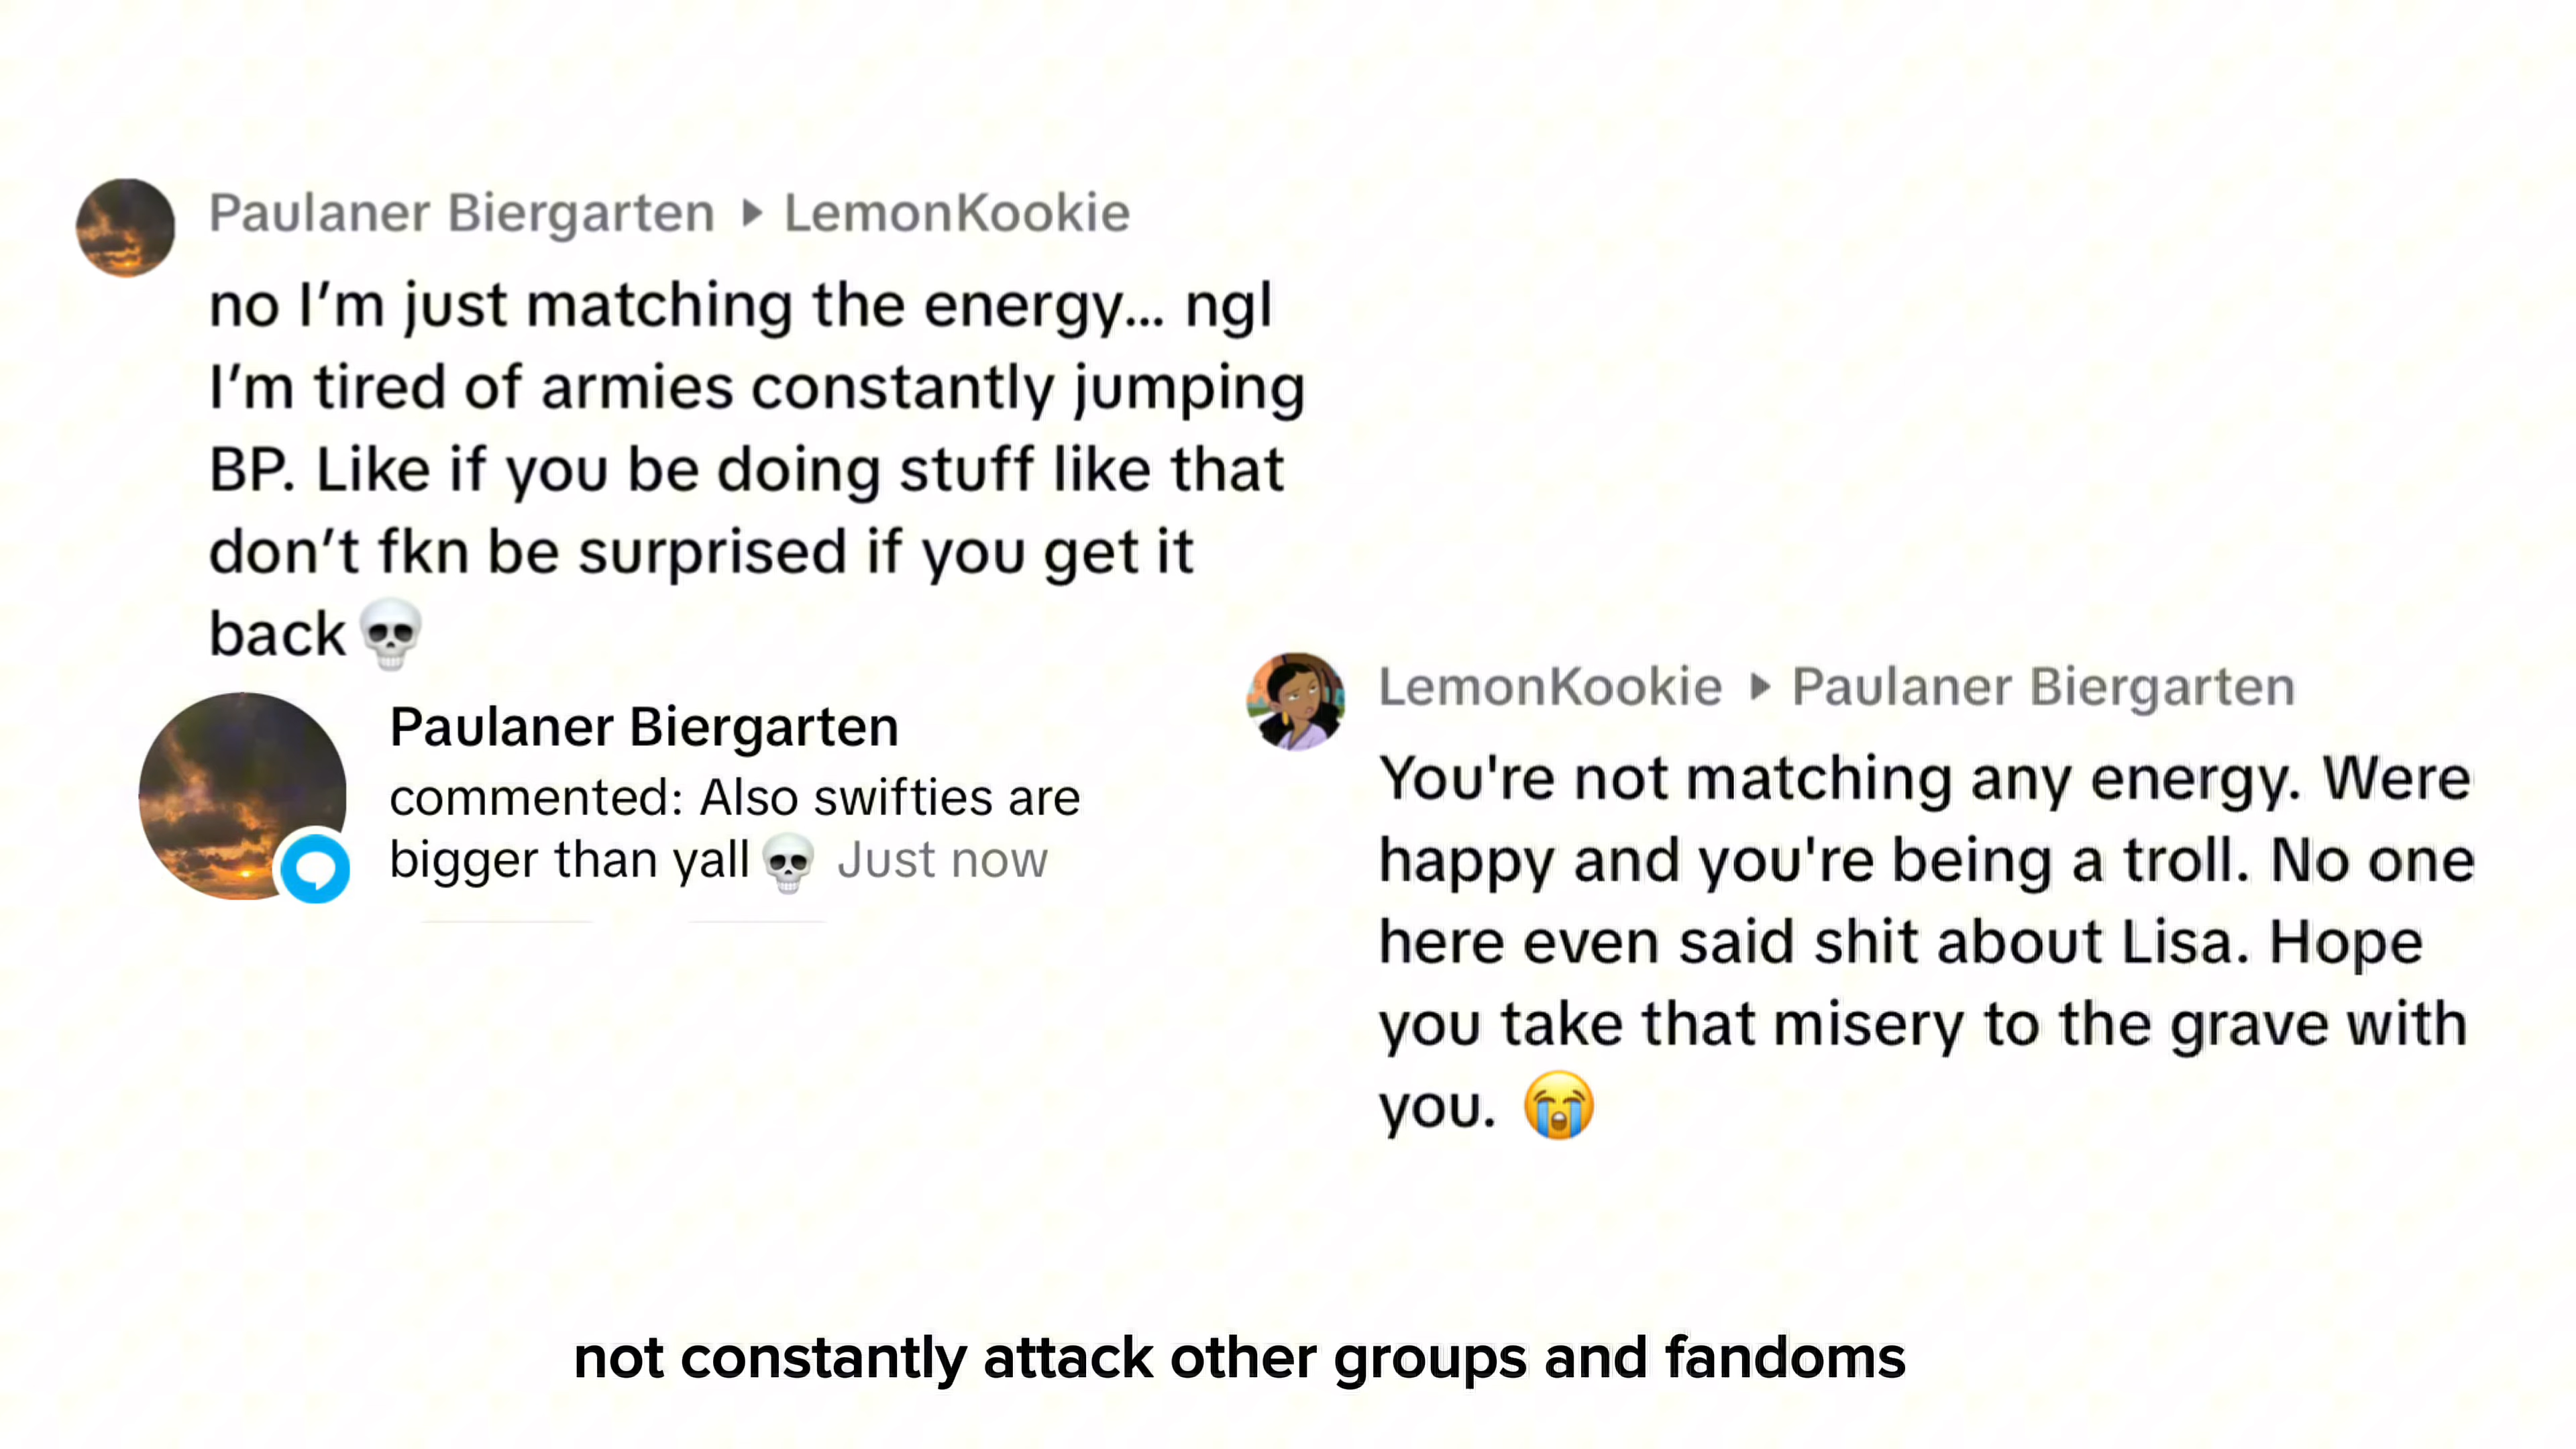 Paulaner Biergarten ▸ LemonKookie
no I’m just matching the energy... ngl
I’m tired of armies constantly jumping
BP. Like if you be doing stuff like that
don’t fkn be surprised if you get it
back💀
Paulaner Biergarten
commented: Also swifties are
bigger than yall💀 Just now
LemonKookie ▸ Paulaner Biergarten
You're not matching any energy. Were
happy and you're being a troll. No one
here even said shit about Lisa. Hope
you take that misery to the grave with
you. 😭
not constantly attack other groups and fandoms